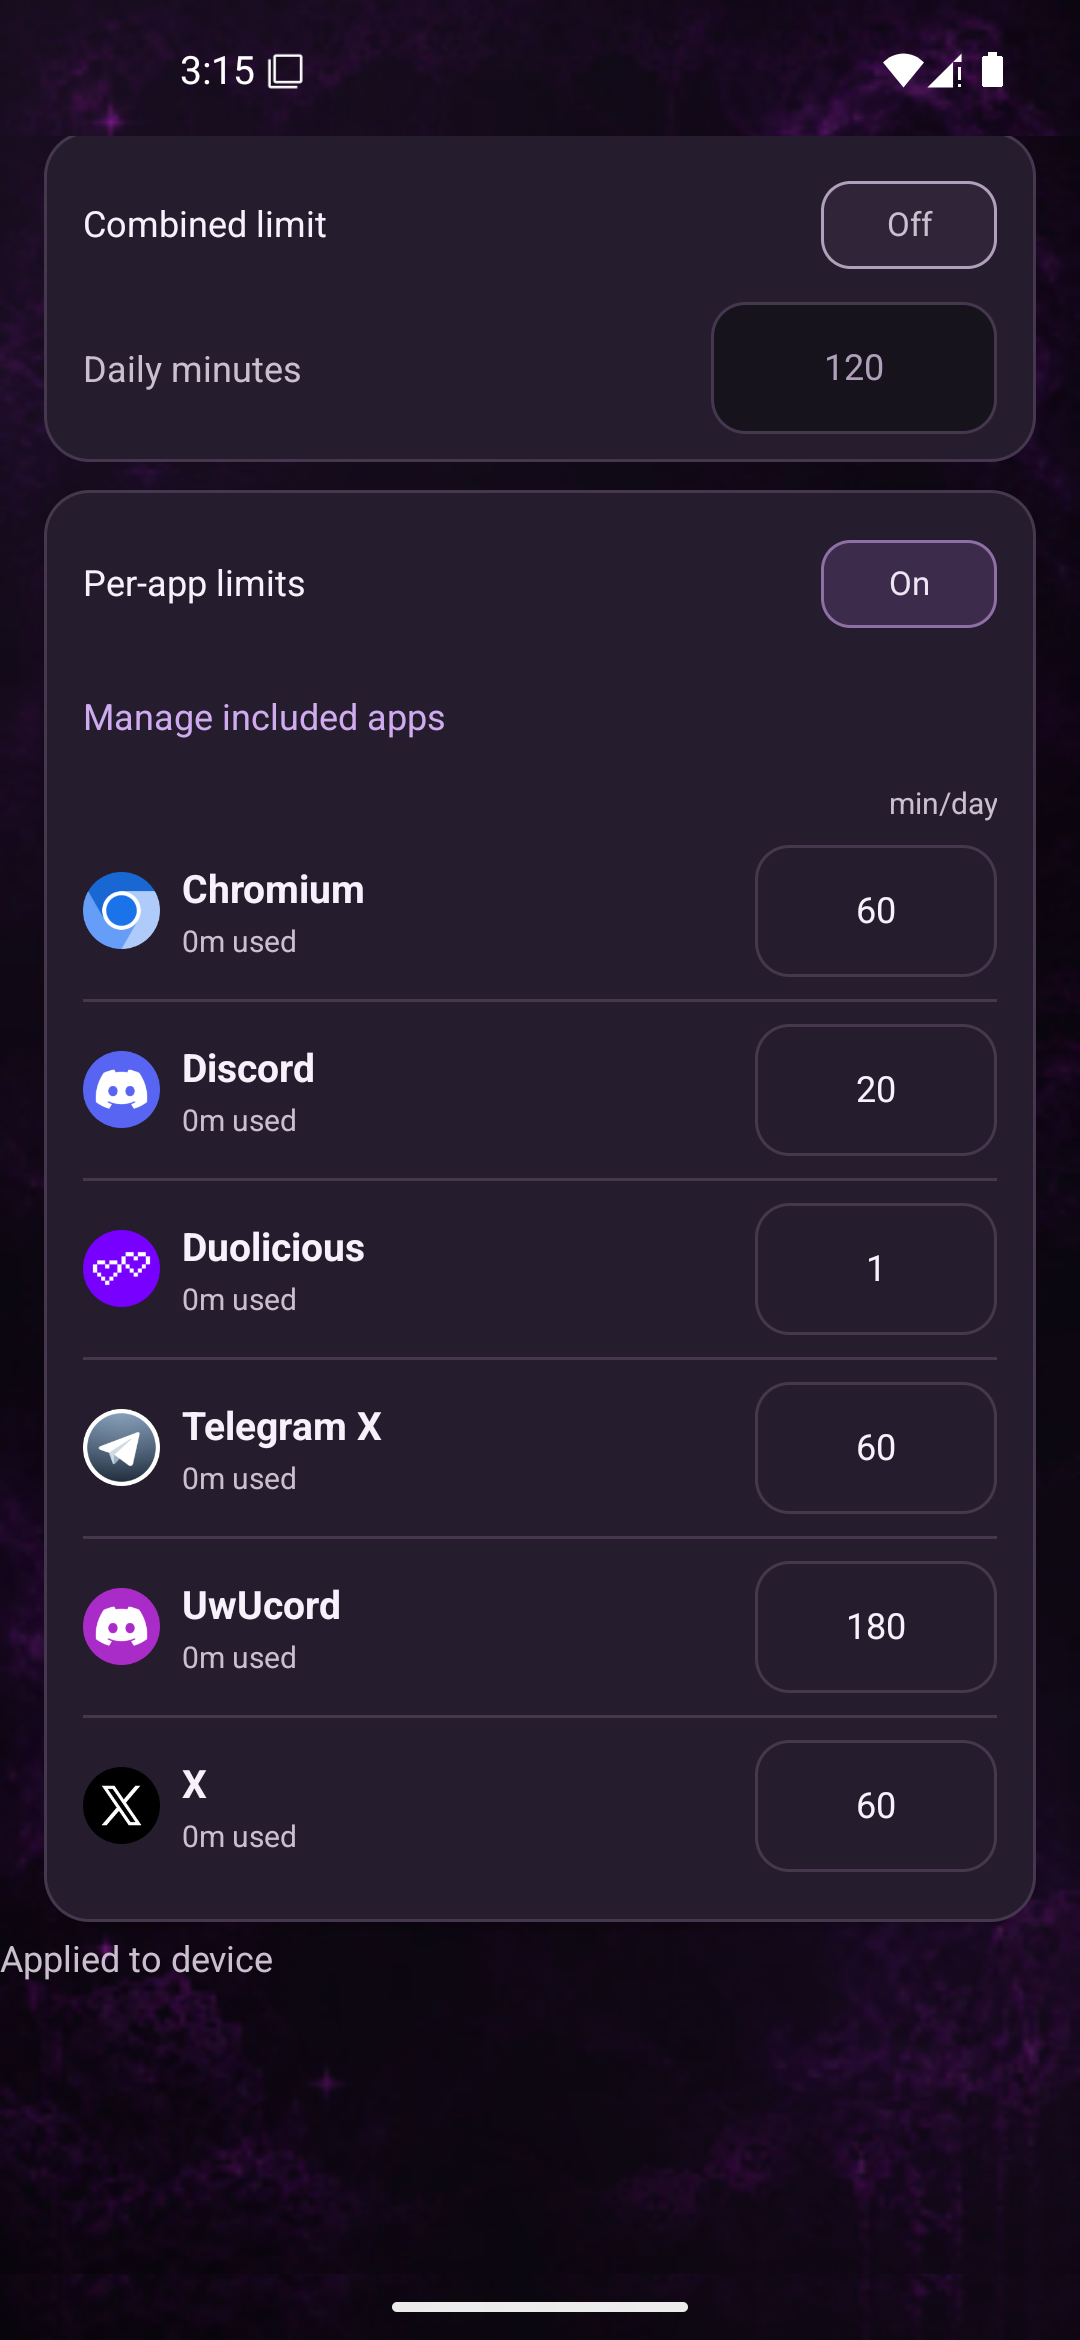 3:15
Combined limit
Off
Daily minutes
120
Per-app limits
On
Manage included apps
min/day
Chromium
60
0m used
Discord
20
0m used
Duolicious
1
0m used
Telegram X
60
0m used
UwUcord
180
0m used
X
60
0m used
Applied to device